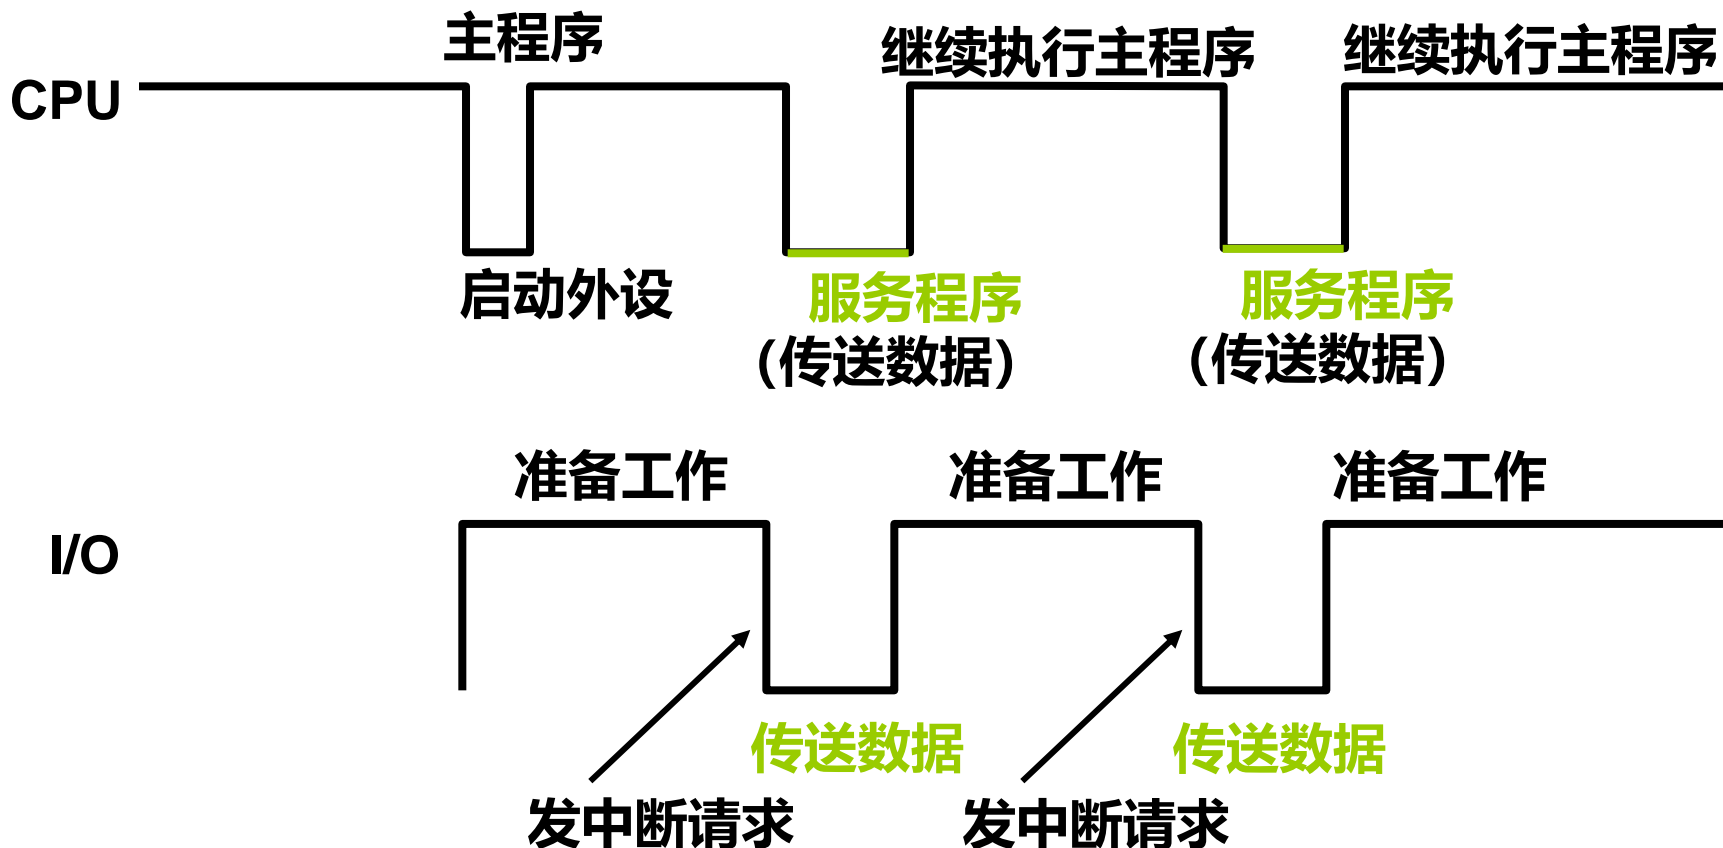 主程序
继续执行主程序
继续执行主程序
CPU
启动外设
服务程序
(传送数据)
服务程序
(传送数据)
准备工作
准备工作
准备工作
I/O
传送数据
传送数据
发中断请求
发中断请求